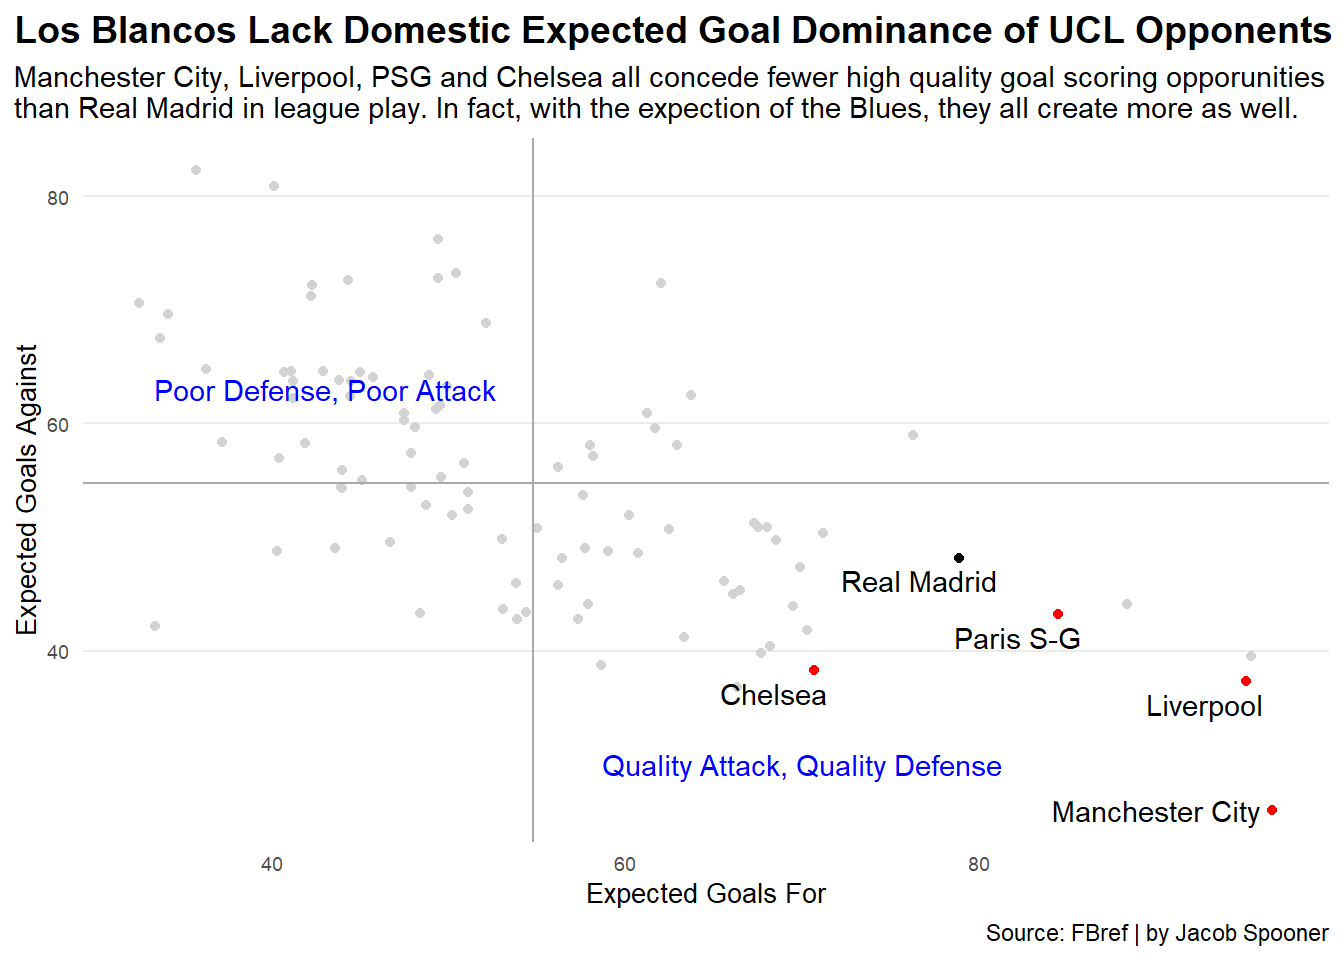 Los Blancos Lack Domestic Expected Goal Dominance of UCL Opponents
Manchester City, Liverpool, PSG and Chelsea all concede fewer high quality goal scoring opporunities
than Real Madrid in league play. In fact, with the expection of the Blues, they all create more as well.
Expected Goals Against
80
60
40
Poor Defense, Poor Attack
Real Madrid
Paris S-G
Chelsea
Liverpool
Quality Attack, Quality Defense
Manchester City
40
60
80
Expected Goals For
Source: FBref | by Jacob Spooner